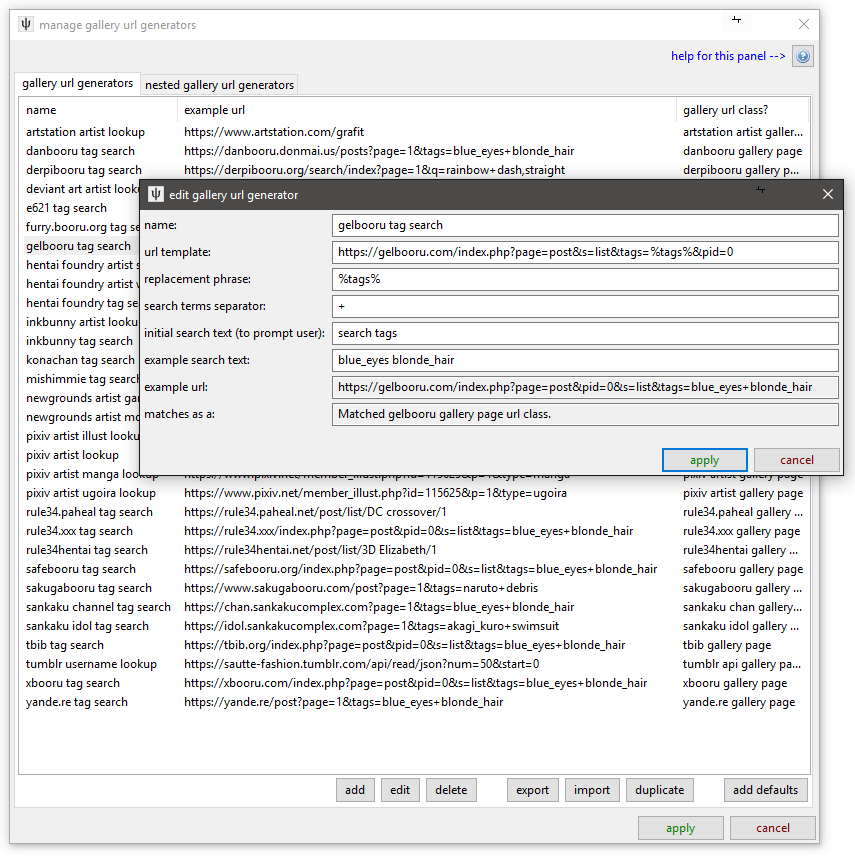 manage gallery url generators
help for this panel -->
gallery url generators nested gallery url generators
name example url gallery url class?
artstation artist lookup https://www.artstation.com/grafit artstation artist galler...
danbooru tag search https://danbooru.donmai.us/posts?page=1&tags=blue_eyes+blonde_hair danbooru gallery page
derpibooru tag search https://derpibooru.org/search/index?page=1&q=rainbow+dash,straight derpibooru gallery p...
deviant art artist looku
e621 tag search
furry.booru.org tag se
gelbooru tag search
hentai foundry artist s
hentai foundry artist
hentai foundry tag sea
inkbunny artist looku
inkbunny tag search
konachan tag search
mishimmie tag search
newgrounds artist gam
newgrounds artist mo
pixiv artist illust looku
pixiv artist lookup
edit gallery url generator
name: gelbooru tag search
url template: https://gelbooru.com/index.php?page=post&s=list&tags=%tags%&pid=0
replacement phrase: %tags%
search terms separator: +
initial search text (to prompt user): search tags
example search text: blue_eyes blonde_hair
example url: https://gelbooru.com/index.php?page=post&pid=0&s=list&tags=blue_eyes+blonde_hair
matches as a: Matched gelbooru gallery page url class.
apply cancel
pixiv artist manga lookup https://www.pixiv.net/member_illust.php?id=115625&p=1&type=manga pixiv artist gallery page
pixiv artist ugoira lookup https://www.pixiv.net/member_illust.php?id=115625&p=1&type=ugoira pixiv artist gallery page
rule34.paheal tag search https://rule34.paheal.net/post/list/DC crossover/1 rule34.paheal gallery ...
rule34.xxx tag search https://rule34.xxx/index.php?page=post&pid=0&s=list&tags=blue_eyes+blonde_hair rule34.xxx gallery page
rule34hentai tag search https://rule34hentai.net/post/list/3D Elizabeth/1 rule34hentai gallery ...
safebooru tag search https://safebooru.org/index.php?page=post&pid=0&s=list&tags=blue_eyes+blonde_hair safebooru gallery page
sakugabooru tag search https://www.sakugabooru.com/post?page=1&tags=naruto+debris sakugabooru gallery ...
sankaku channel tag search https://chan.sankakucomplex.com?page=1&tags=blue_eyes+blonde_hair sankaku chan gallery...
sankaku idol tag search https://idol.sankakucomplex.com?page=1&tags=akagi_kuro+swimsuit sankaku idol gallery ...
tbib tag search https://tbib.org/index.php?page=post&pid=0&s=list&tags=blue_eyes+blonde_hair tbib gallery page
tumblr username lookup https://sautte-fashion.tumblr.com/api/read/json?num=50&start=0 tumblr api gallery pa...
xbooru tag search https://xbooru.com/index.php?page=post&pid=0&s=list&tags=blue_eyes+blonde_hair xbooru gallery page
yande.re tag search https://yande.re/post?page=1&tags=blue_eyes+blonde_hair yande.re gallery page
add edit delete export import duplicate add defaults
apply cancel